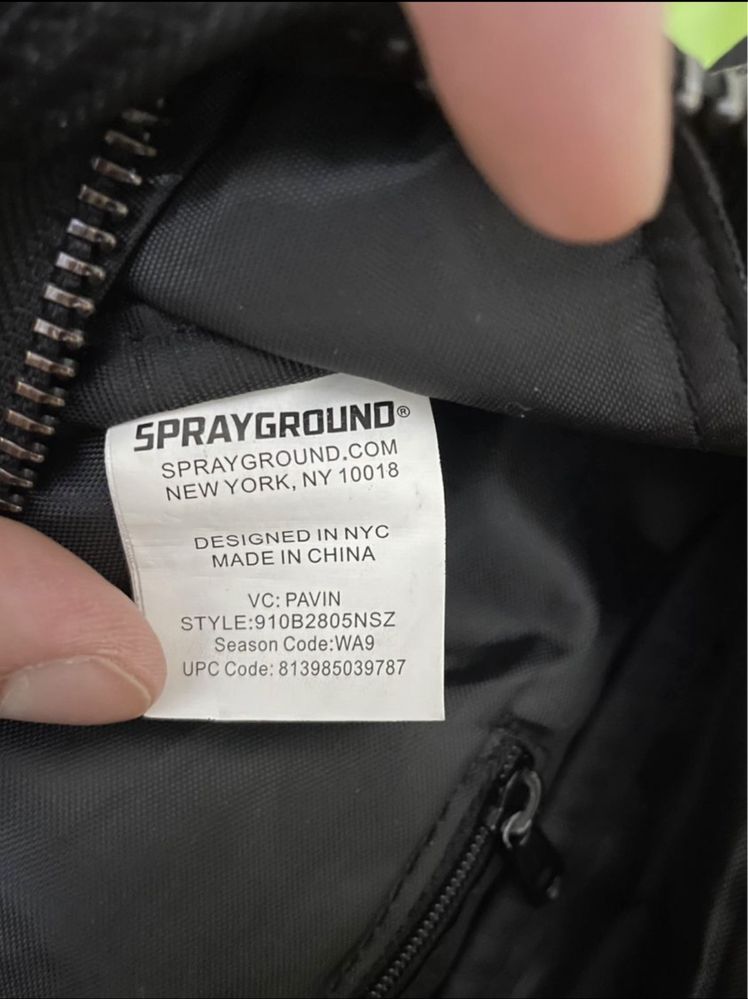 SPRAYGROUND®
SPRAYGROUND.COM
NEW YORK, NY 10018
DESIGNED IN NYC
MADE IN CHINA
VC: PAVIN
STYLE:910B2805NSZ
Season Code:WA9
UPC Code: 813985039787